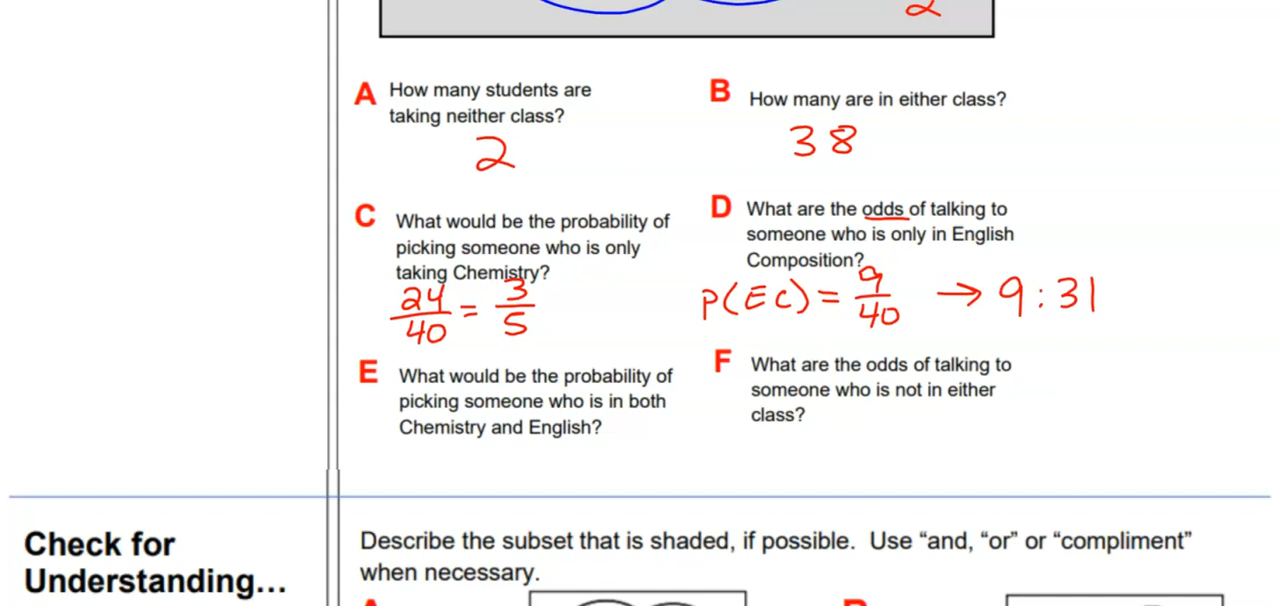 2
A How many students are
taking neither class?
2
B How many are in either class?
38
C What would be the probability of
picking someone who is only
taking Chemistry?
24/40 = 3/5
D What are the odds of talking to
someone who is only in English
Composition?
P(EC) = 9/40 → 9:31
E What would be the probability of
picking someone who is in both
Chemistry and English?
F What are the odds of talking to
someone who is not in either
class?
Check for
Understanding...
Describe the subset that is shaded, if possible. Use “and, “or” or “compliment”
when necessary.